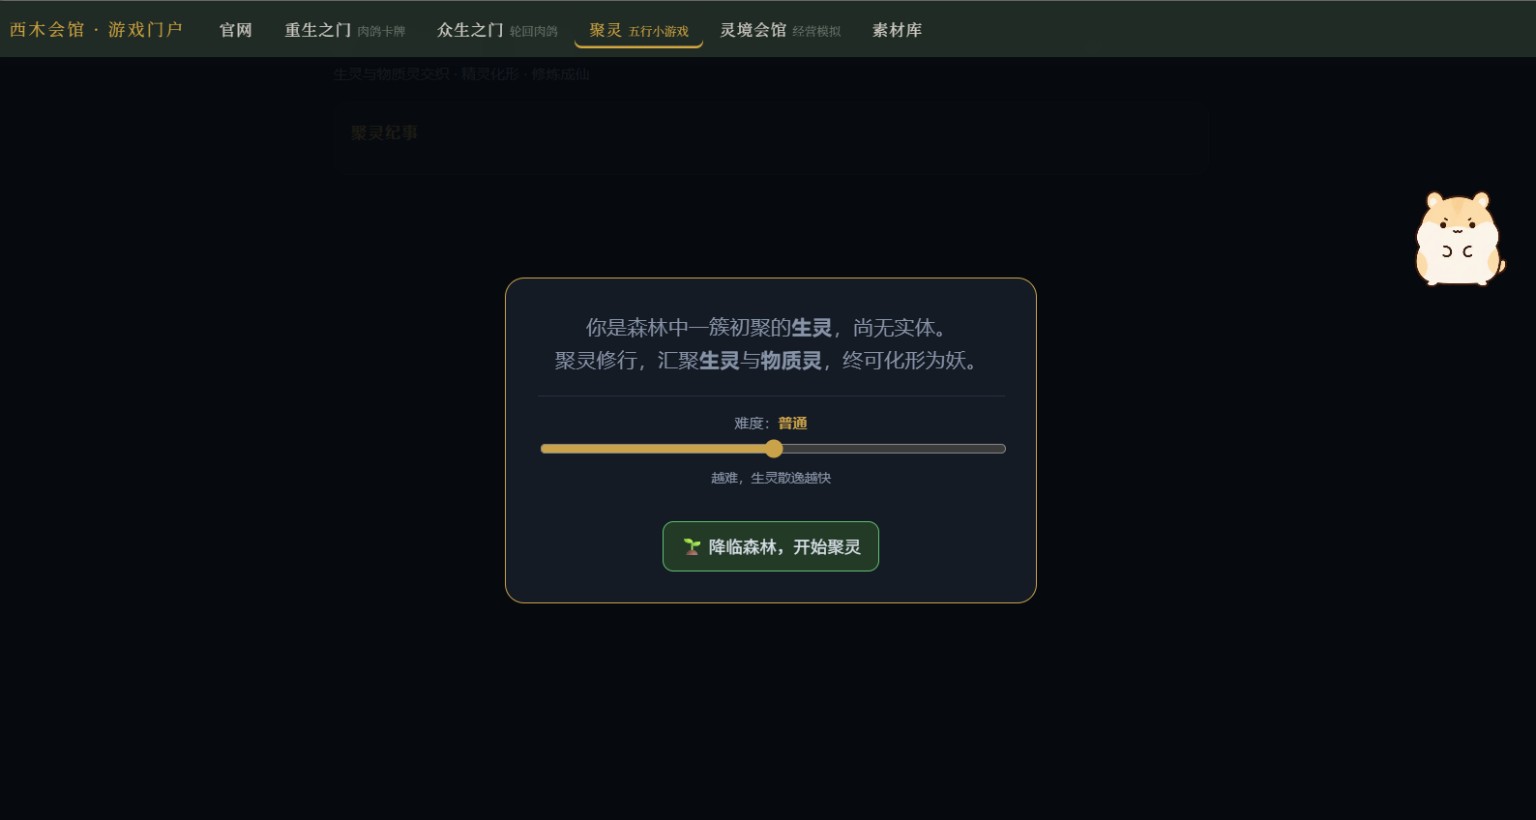 西木会馆 · 游戏门户 官网 重生之门 肉鸽卡牌 众生之门 轮回肉鸽 聚灵 五行小游戏 灵境会馆 经营模拟 素材库
生灵与物质灵交织 · 精灵化形 · 修炼成仙
聚灵纪事
你是森林中一簇初聚的生灵，尚无实体。
聚灵修行，汇聚生灵与物质灵，终可化形为妖。
难度：普通
越难，生灵散逸越快
🌱 降临森林，开始聚灵